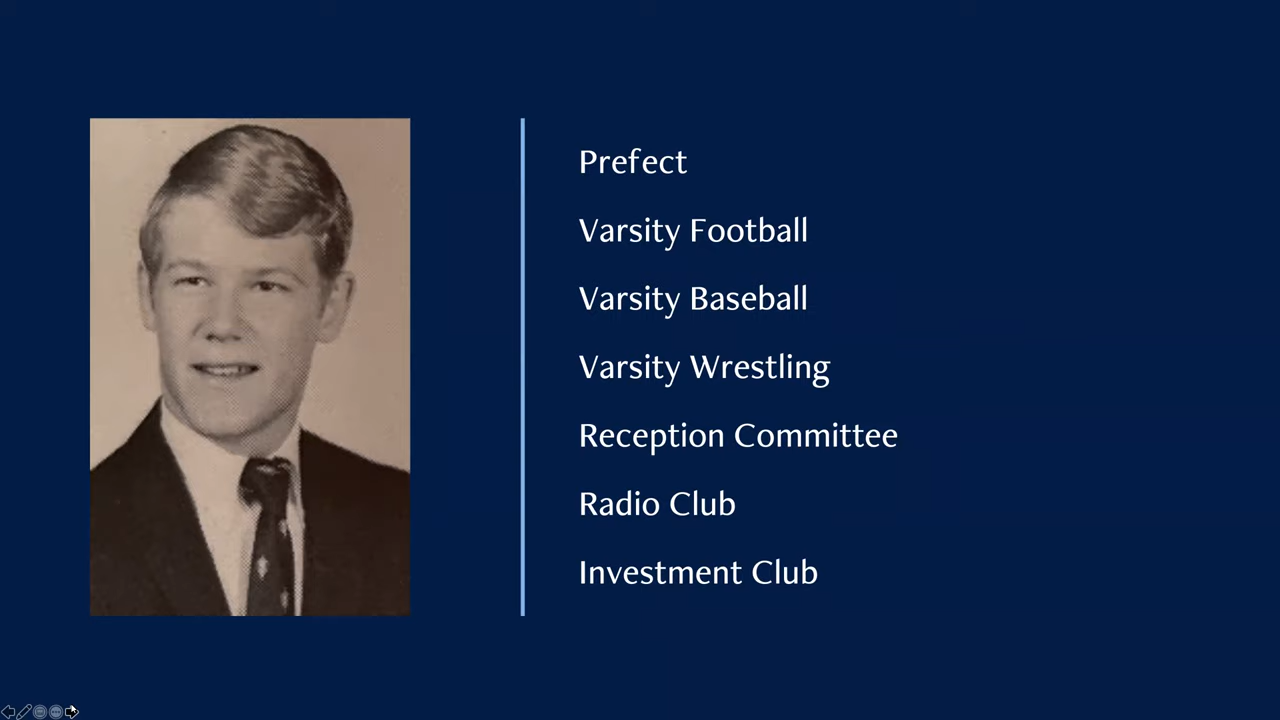 Prefect
Varsity Football
Varsity Baseball
Varsity Wrestling
Reception Committee
Radio Club
Investment Club